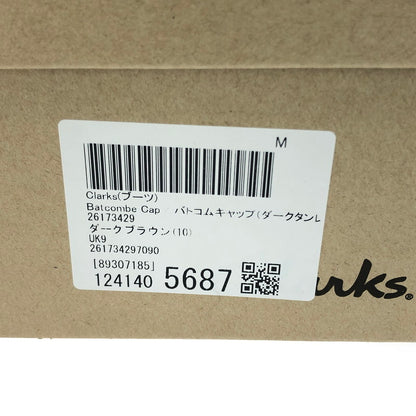 M
Clarks(ブーツ)
Batcombe Cap / バトコムキャップ(ダークタンL
26173429
ダークブラウン(10)
UK9
261734297090
[89307185]
124140 5687
arks®